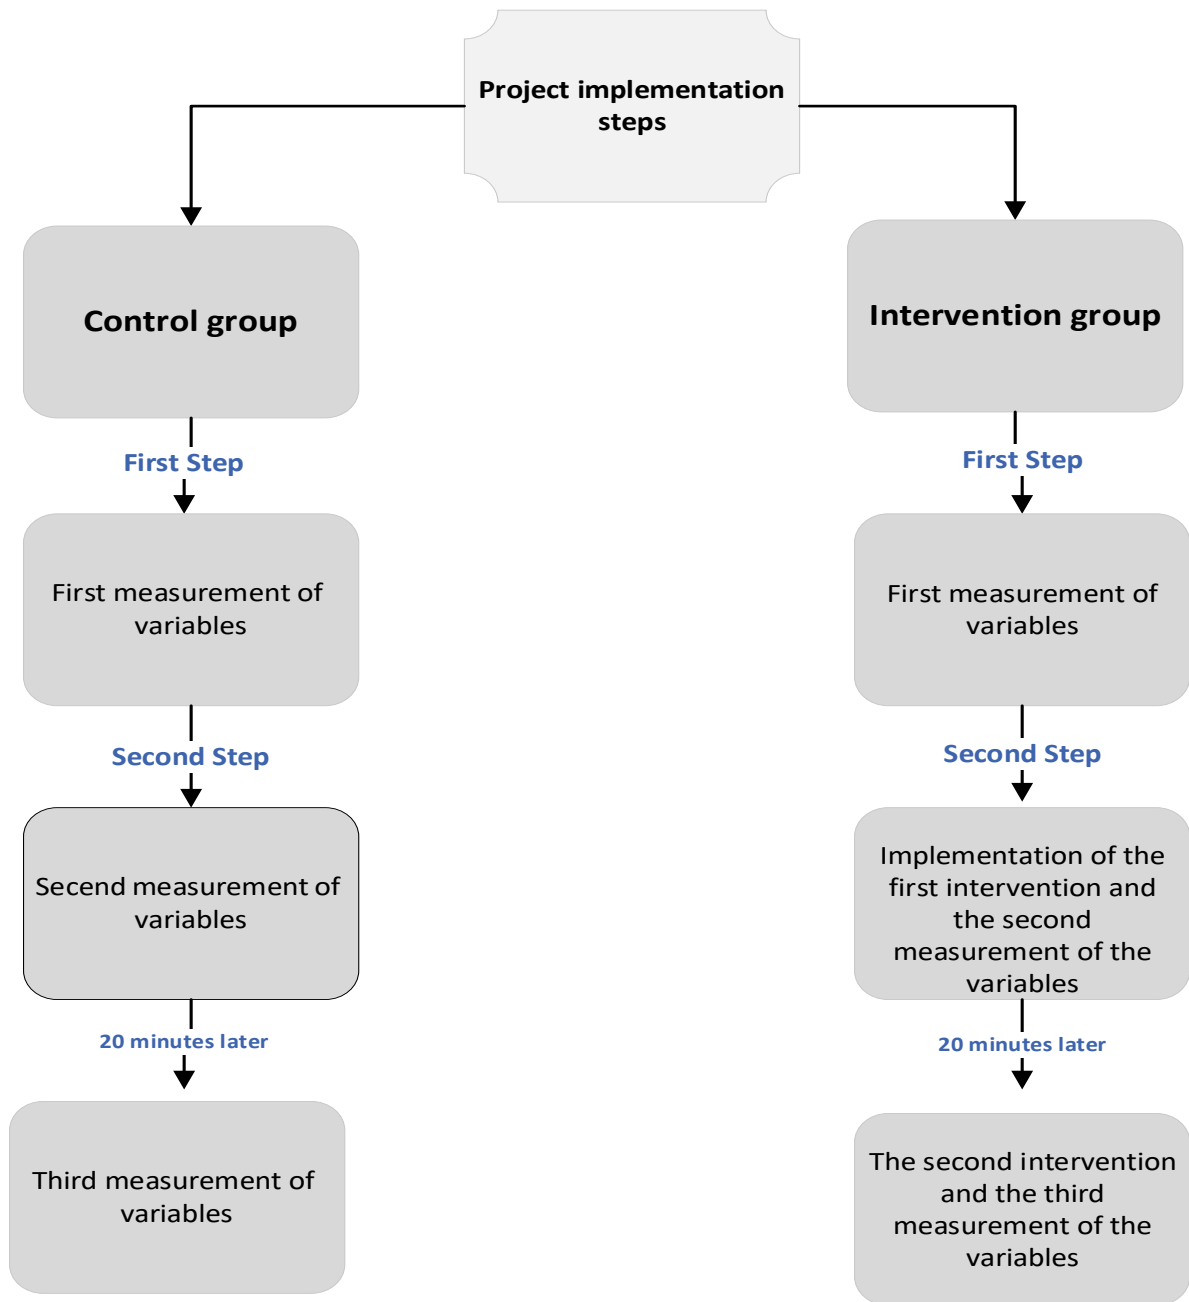 Project implementation
steps
Control group
Intervention group
First Step
First Step
First measurement of
variables
First measurement of
variables
Second Step
Second Step
Secend measurement of
variables
Implementation of the
first intervention and
the second
measurement of the
variables
20 minutes later
20 minutes later
Third measurement of
variables
The second intervention
and the third
measurement of the
variables